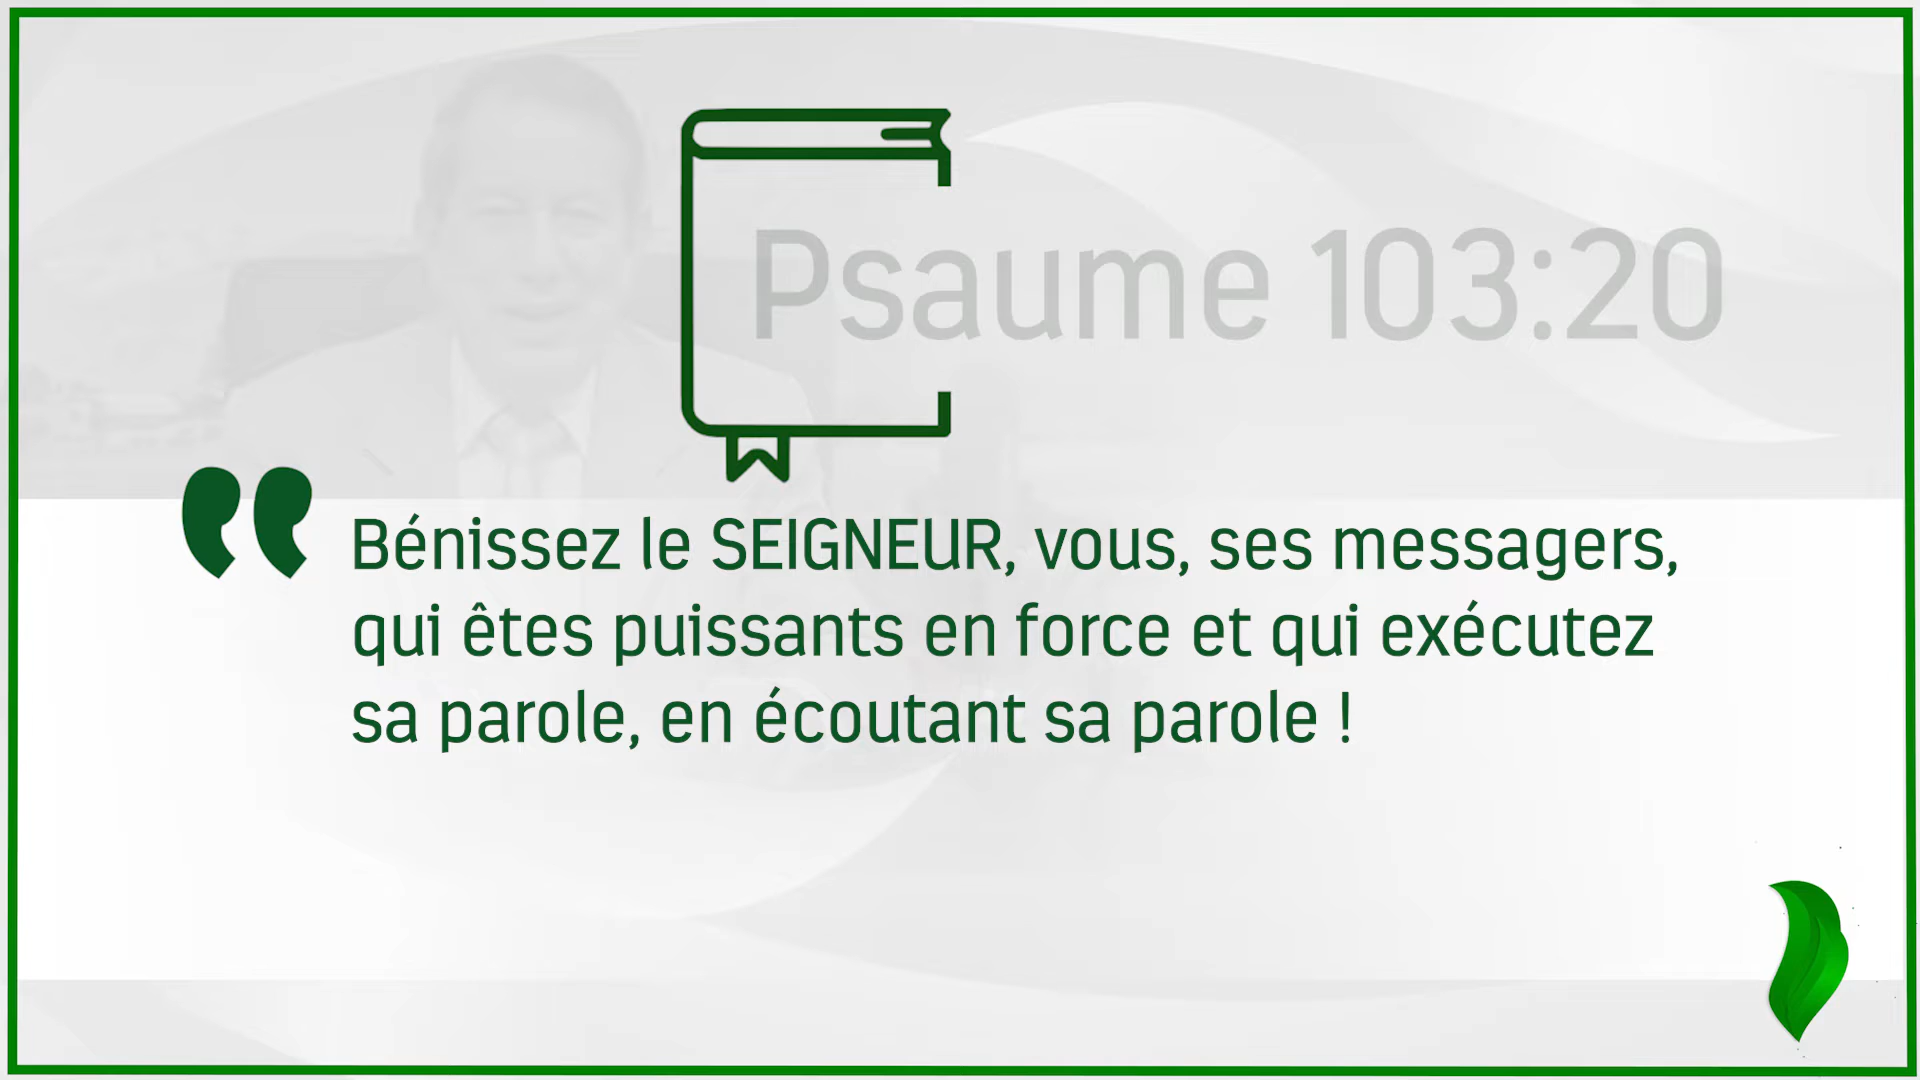 Psaume 103:20
Bénissez le SEIGNEUR, vous, ses messagers,
qui êtes puissants en force et qui exécutez
sa parole, en écoutant sa parole !